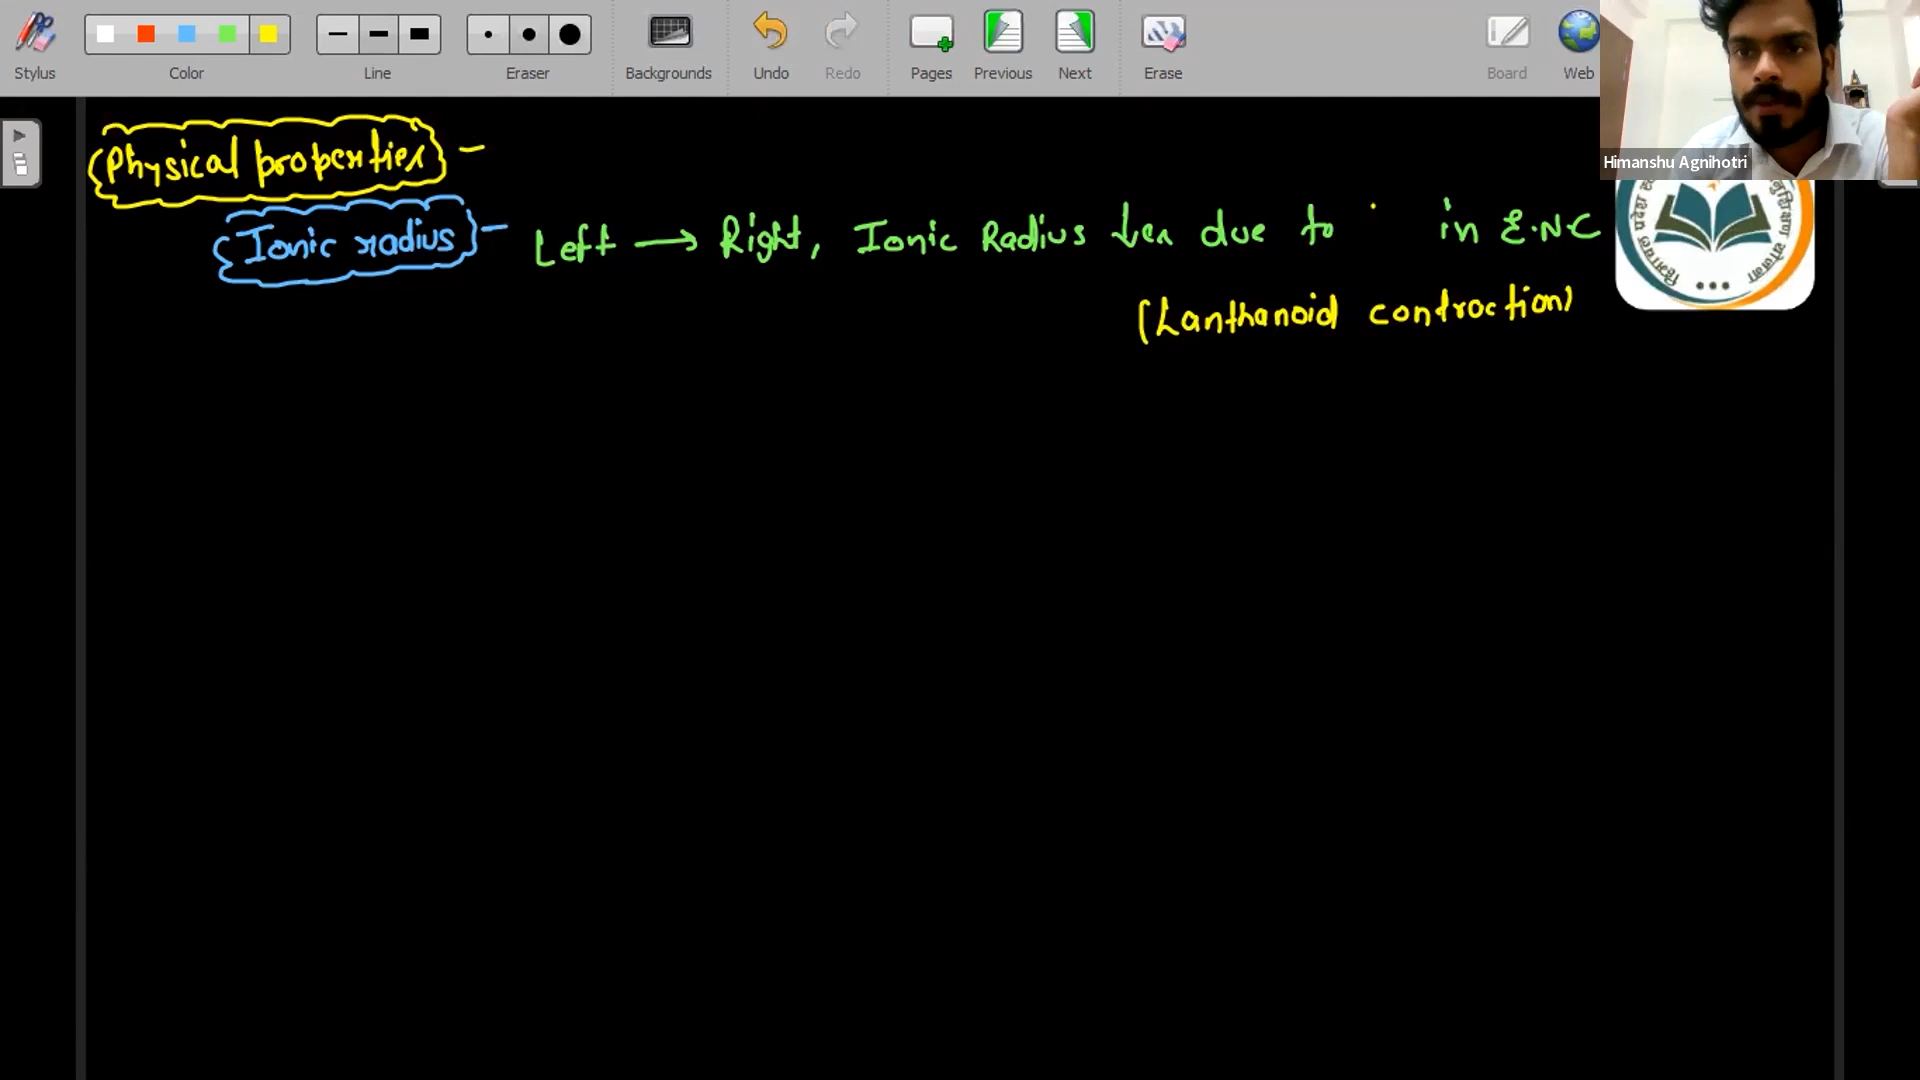 Stylus
Color
Line
Eraser
Backgrounds
Undo
Redo
Pages
Previous
Next
Erase
Board
Web
Himanshu Agnihotri
Physical properties -
Ionic radius - Left → Right, Ionic Radius ↓es due to in E.N.C
(Lanthanoid contraction)